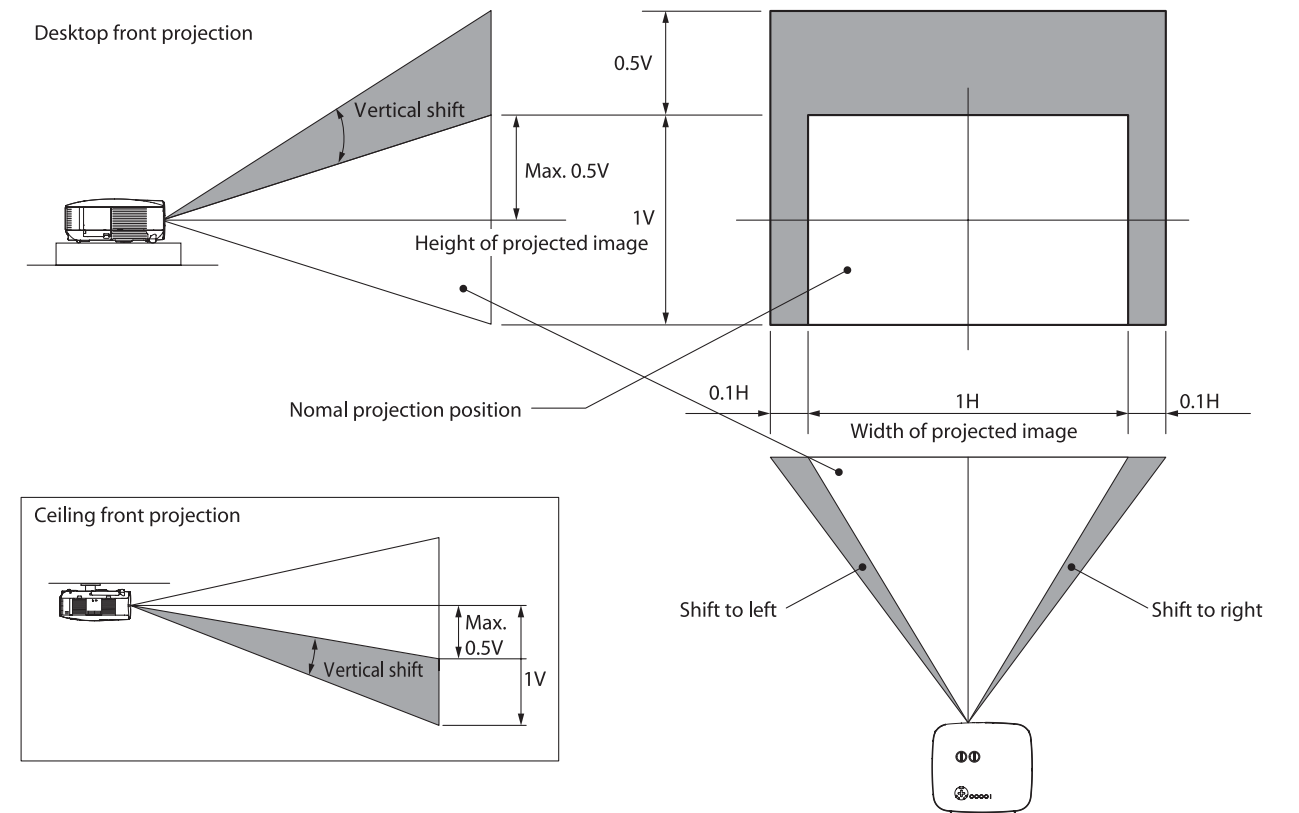 Desktop front projection
0.5V
Vertical shift
Max. 0.5V
1V
Height of projected image
Nomal projection position
0.1H
1H
0.1H
Width of projected image
Ceiling front projection
Max.
0.5V
Vertical shift
1V
Shift to left
Shift to right